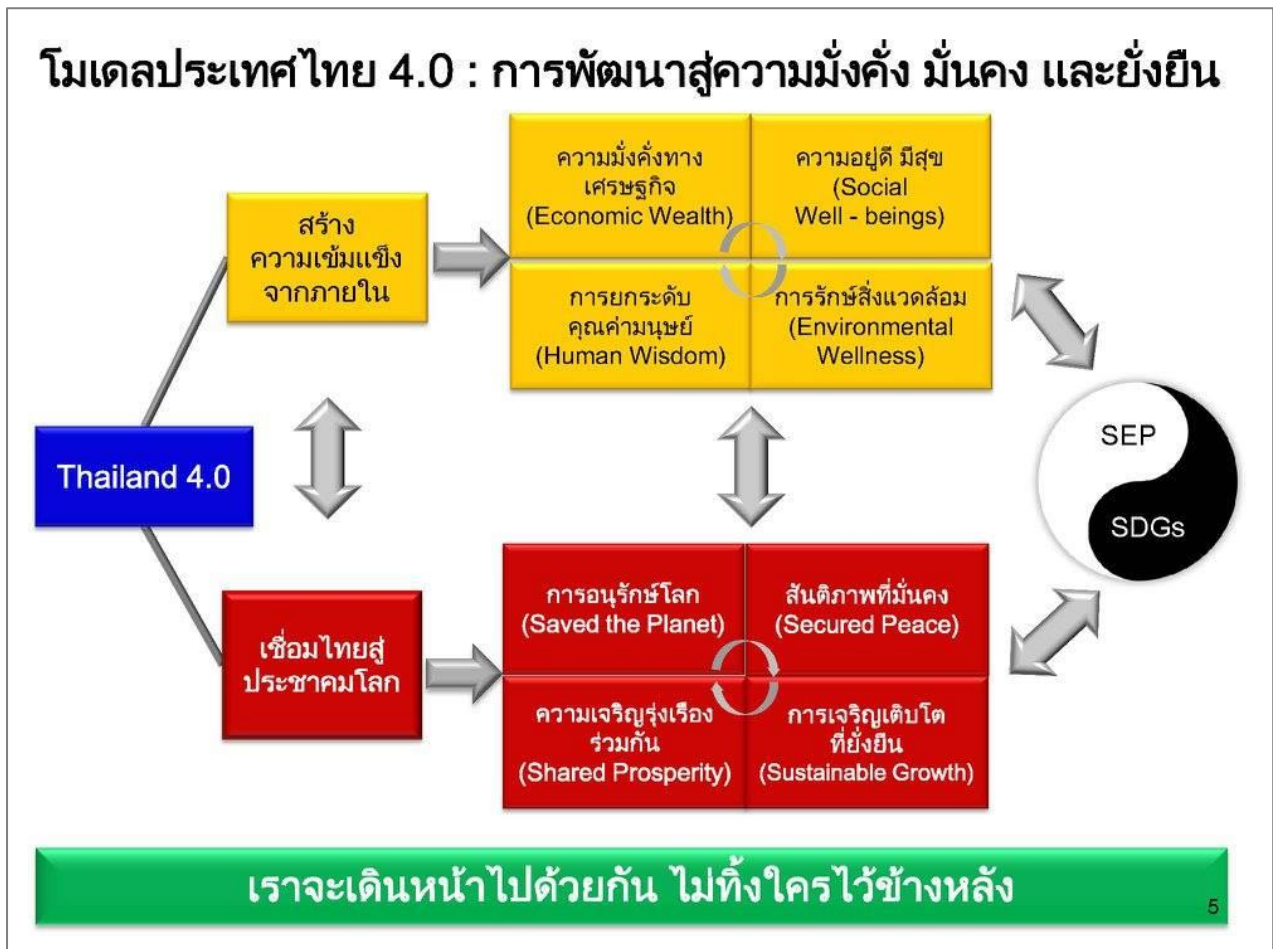 โมเดลประเทศไทย 4.0 : การพัฒนาสู่ความมั่งคั่ง มั่นคง และยั่งยืน
ความมั่งคั่งทาง
เศรษฐกิจ
(Economic Wealth)
ความอยู่ดี มีสุข
(Social
Well - beings)
สร้าง
ความเข้มแข็ง
จากภายใน
การยกระดับ
คุณค่ามนุษย์
(Human Wisdom)
การรักษ์สิ่งแวดล้อม
(Environmental
Wellness)
Thailand 4.0
SEP
SDGs
การอนุรักษ์โลก
(Saved the Planet)
สันติภาพที่มั่นคง
(Secured Peace)
เชื่อมไทยสู่
ประชาคมโลก
ความเจริญรุ่งเรือง
ร่วมกัน
(Shared Prosperity)
การเจริญเติบโต
ที่ยั่งยืน
(Sustainable Growth)
เราจะเดินหน้าไปด้วยกัน ไม่ทิ้งใครไว้ข้างหลัง
5